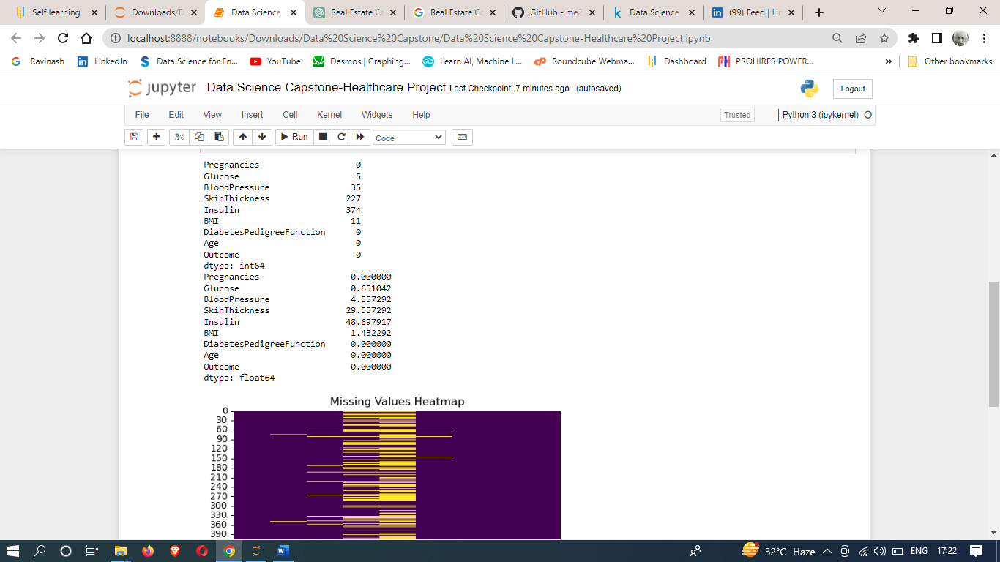 Self learning
Downloads/D
Data Science
Real Estate Ca
Real Estate Co
GitHub - me2
Data Science
(99) Feed | Lin
localhost:8888/notebooks/Downloads/Data%20Science%20Capstone/Data%20Science%20Capstone-Healthcare%20Project.ipynb
Ravinash LinkedIn Data Science for En... YouTube Desmos | Graphing... Learn AI, Machine L... Roundcube Webma... Dashboard PROHIRES POWER... » Other bookmarks
jupyter Data Science Capstone-Healthcare Project Last Checkpoint: 7 minutes ago (autosaved) Logout
File Edit View Insert Cell Kernel Widgets Help Trusted Python 3 (ipykernel)
Run Code
Pregnancies 0
Glucose 5
BloodPressure 35
SkinThickness 227
Insulin 374
BMI 11
DiabetesPedigreeFunction 0
Age 0
Outcome 0
dtype: int64
Pregnancies 0.000000
Glucose 0.651042
BloodPressure 4.557292
SkinThickness 29.557292
Insulin 48.697917
BMI 1.432292
DiabetesPedigreeFunction 0.000000
Age 0.000000
Outcome 0.000000
dtype: float64
Missing Values Heatmap
0
30
60
90
120
150
180
210
240
270
300
330
360
390
32°C Haze ENG 17:22